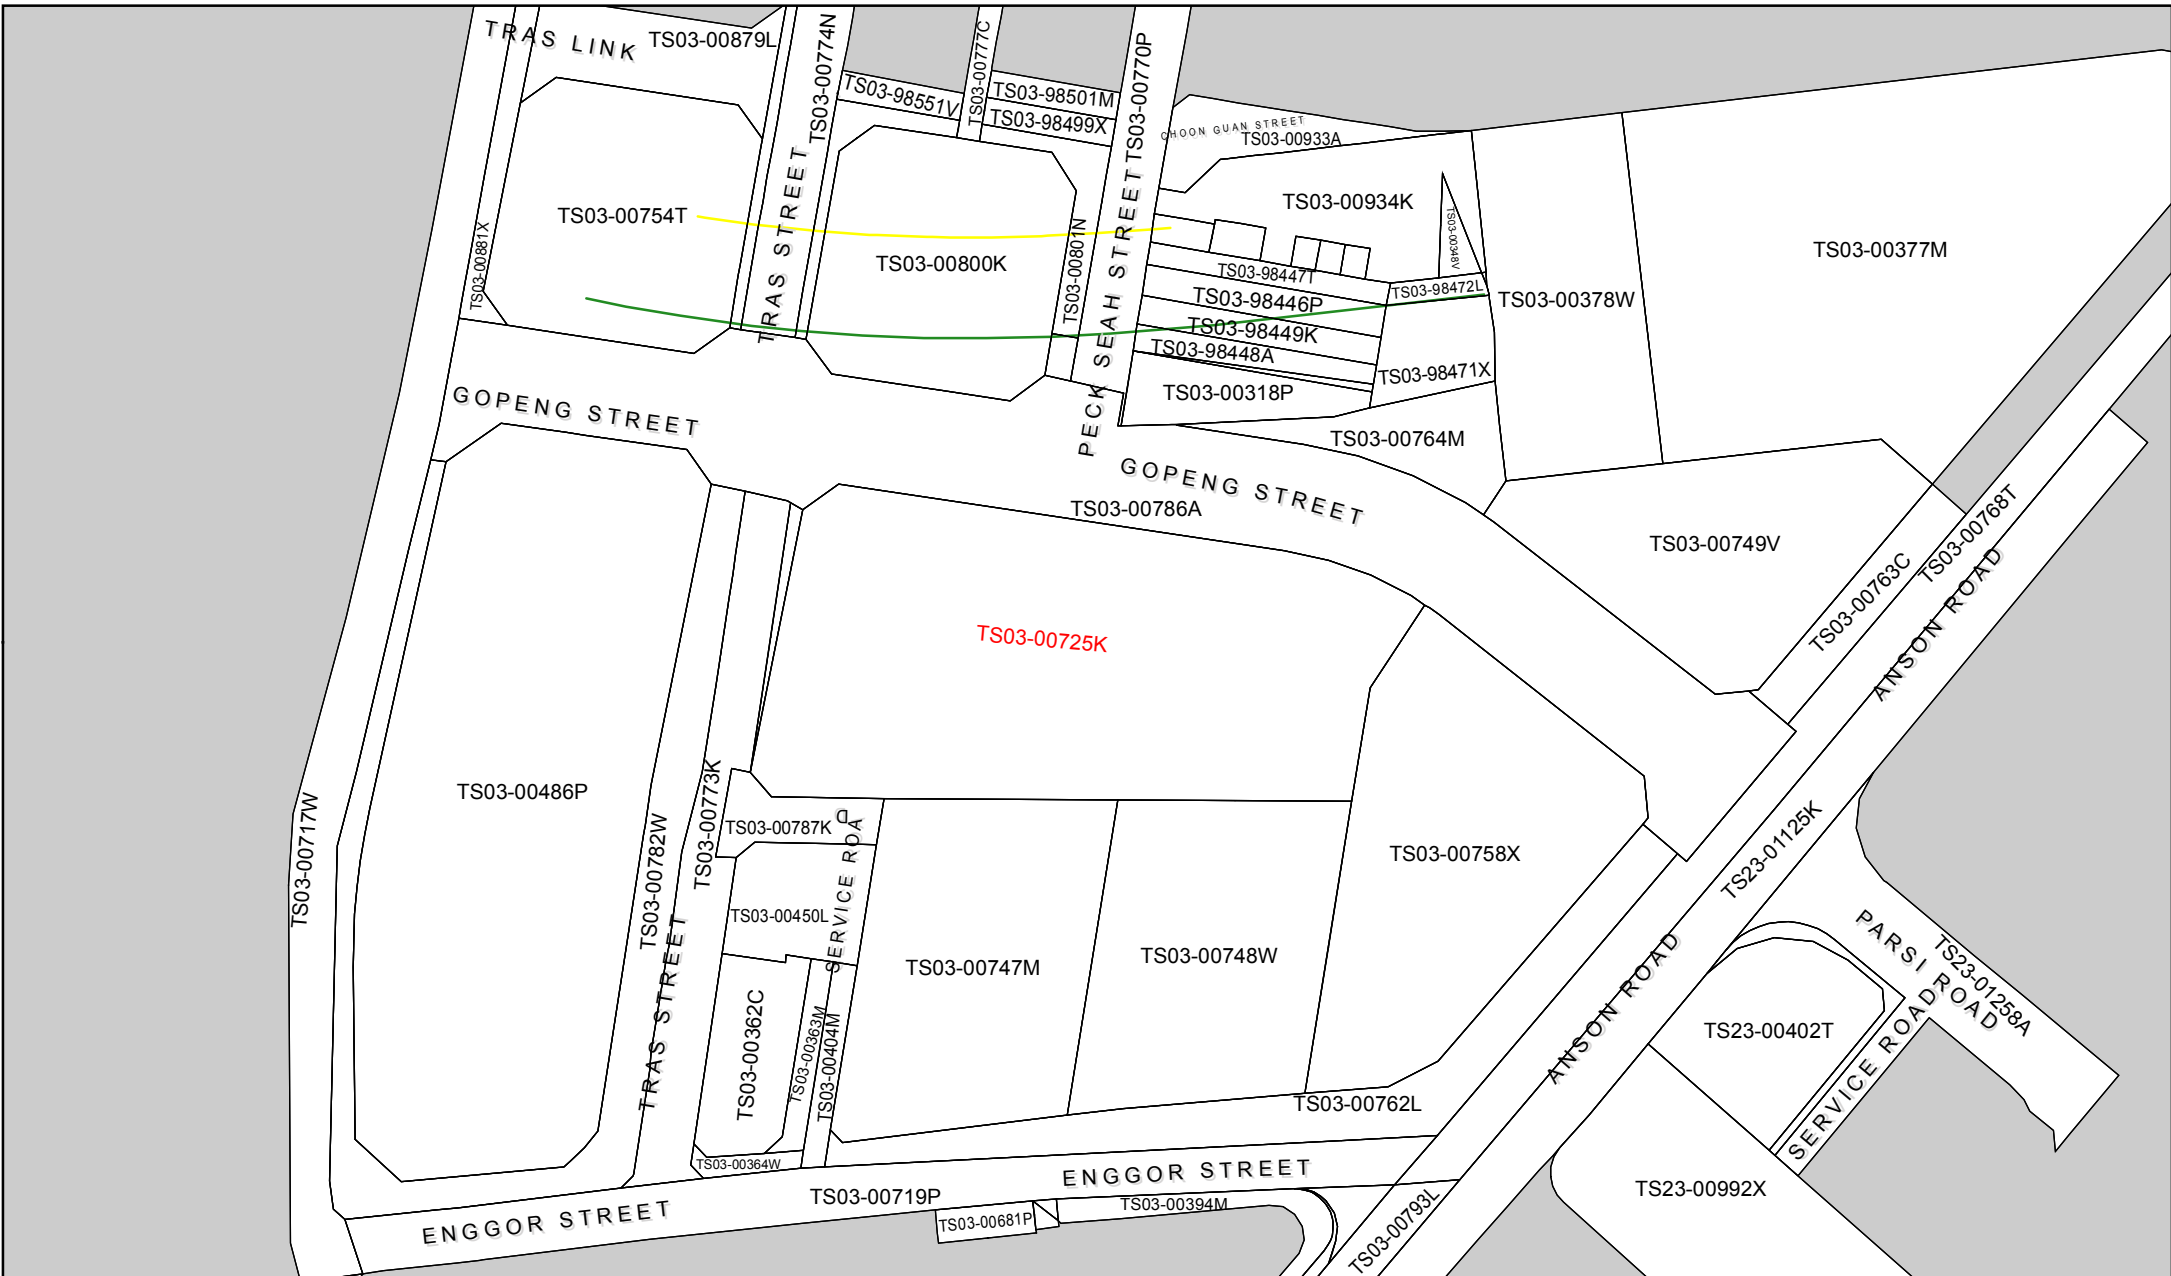 TRAS LINK
TS03-00879L
TS03-00774N
TS03-00777C
TS03-00770P
TS03-98551V
TS03-98501M
TS03-98499X
CHOON GUAN STREET
TS03-00933A
TS03-00934K
TS03-00348V
TS03-00754T
TS03-00881X
TRAS STREET
TS03-00800K
TS03-00801N
PECK SEAH STREET
TS03-98447T
TS03-98472L
TS03-98446P
TS03-98449K
TS03-98448A
TS03-98471X
TS03-00318P
TS03-00378W
TS03-00377M
TS03-00764M
GOPENG STREET
GOPENG STREET
TS03-00786A
TS03-00749V
TS03-00763C
TS03-00768T
ANSON ROAD
TS03-00725K
TS03-00486P
TS03-00717W
TS03-00782W
TS03-00773K
TS03-00787K
SERVICE ROAD
TS03-00450L
TS03-00758X
TS23-01125K
TRAS STREET
TS03-00362C
TS03-00363M
TS03-00404M
TS03-00747M
TS03-00748W
ANSON ROAD
PARSI ROAD
TS23-01258A
TS23-00402T
SERVICE ROAD
TS03-00762L
TS03-00364W
ENGGOR STREET
TS03-00719P
ENGGOR STREET
TS03-00681P
TS03-00394M
TS03-00793L
TS23-00992X